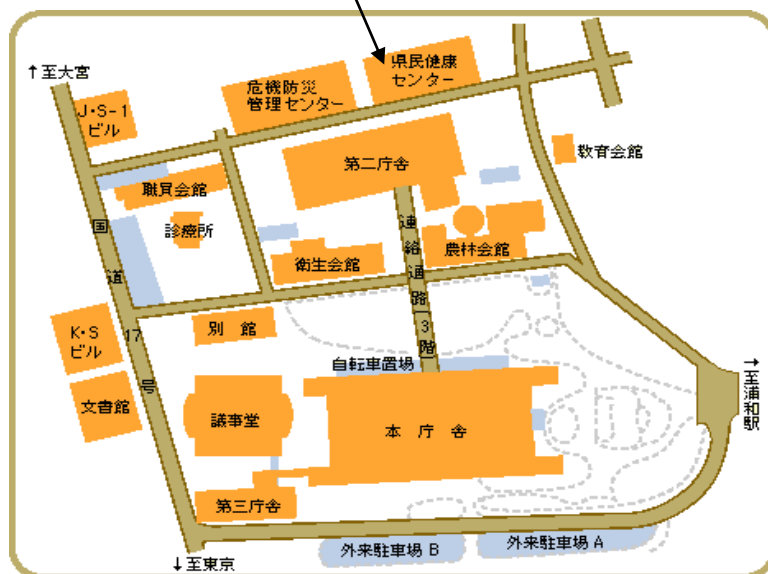 ↑至大宮
J・S-1
ビル
危機防災
管理センター
県民健康
センター
第二庁舎
教育会館
職員会館
診療所
衛生会館
農林会館
連絡通路3階
国道17号
別館
K・S
ビル
文書館
自転車置場
議事堂
本庁舎
↑至浦和駅
第三庁舎
外来駐車場 B
外来駐車場 A
↓至東京